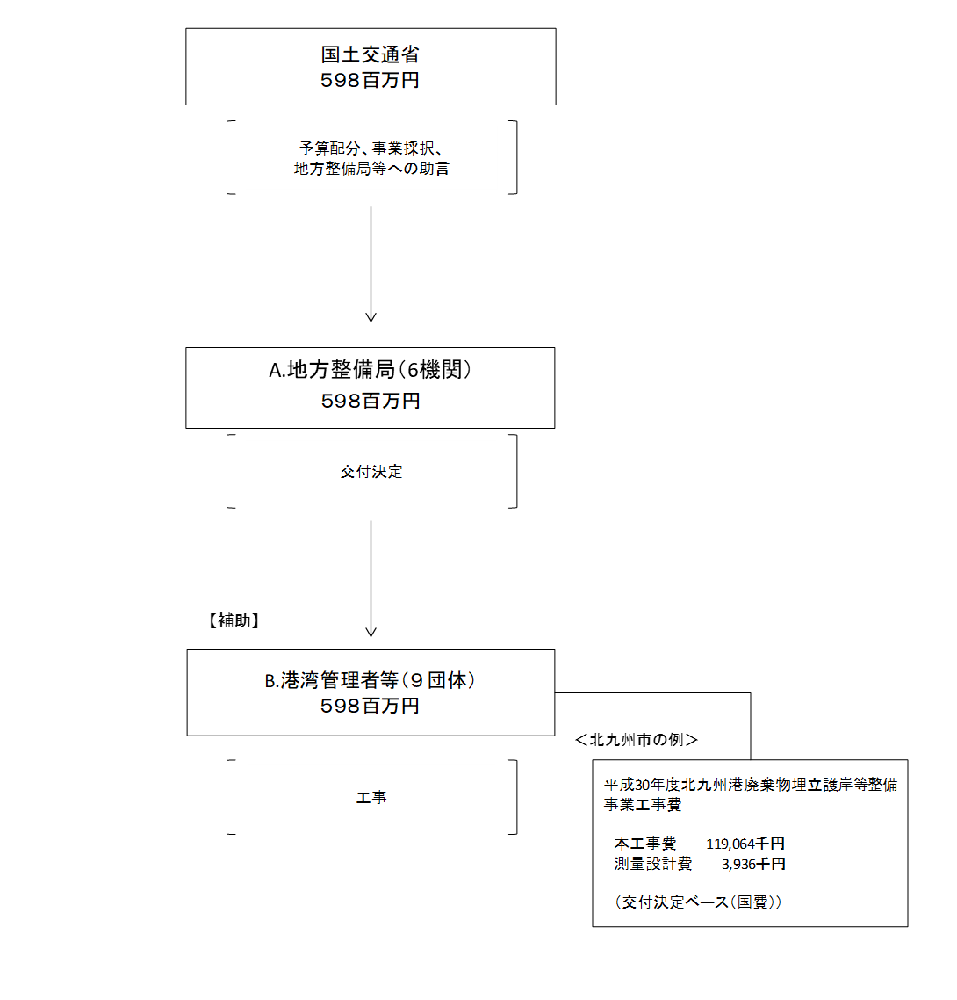 国土交通省
５９８百万円
予算配分、事業採択、
地方整備局等への助言
A.地方整備局（6機関）
５９８百万円
交付決定
【補助】
B.港湾管理者等（９団体）
５９８百万円
＜北九州市の例＞
工事
平成30年度北九州港廃棄物埋立護岸等整備
事業工事費
本工事費　　119,064千円
測量設計費　　3,936千円
（交付決定ベース（国費））